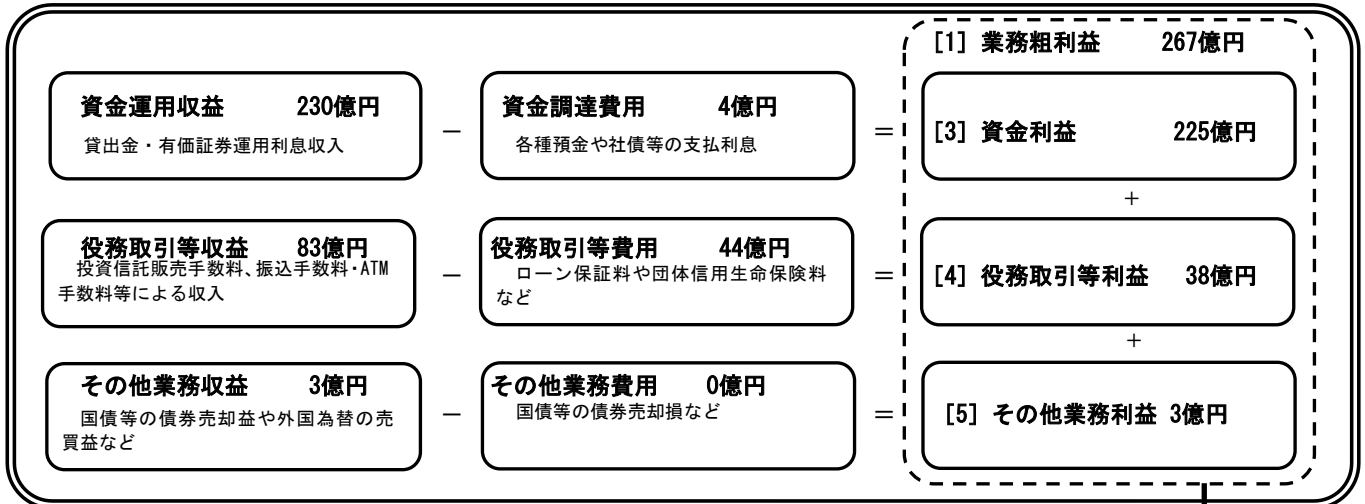 [1] 業務粗利益 267億円
資金運用収益 230億円
貸出金・有価証券運用利息収入
－
資金調達費用 4億円
各種預金や社債等の支払利息
＝
[3] 資金利益 225億円
＋
役務取引等収益 83億円
投資信託販売手数料、振込手数料・ATM
手数料等による収入
－
役務取引等費用 44億円
ローン保証料や団体信用生命保険料
など
＝
[4] 役務取引等利益 38億円
＋
その他業務収益 3億円
国債等の債券売却益や外国為替の売
買益など
－
その他業務費用 0億円
国債等の債券売却損など
＝
[5] その他業務利益 3億円